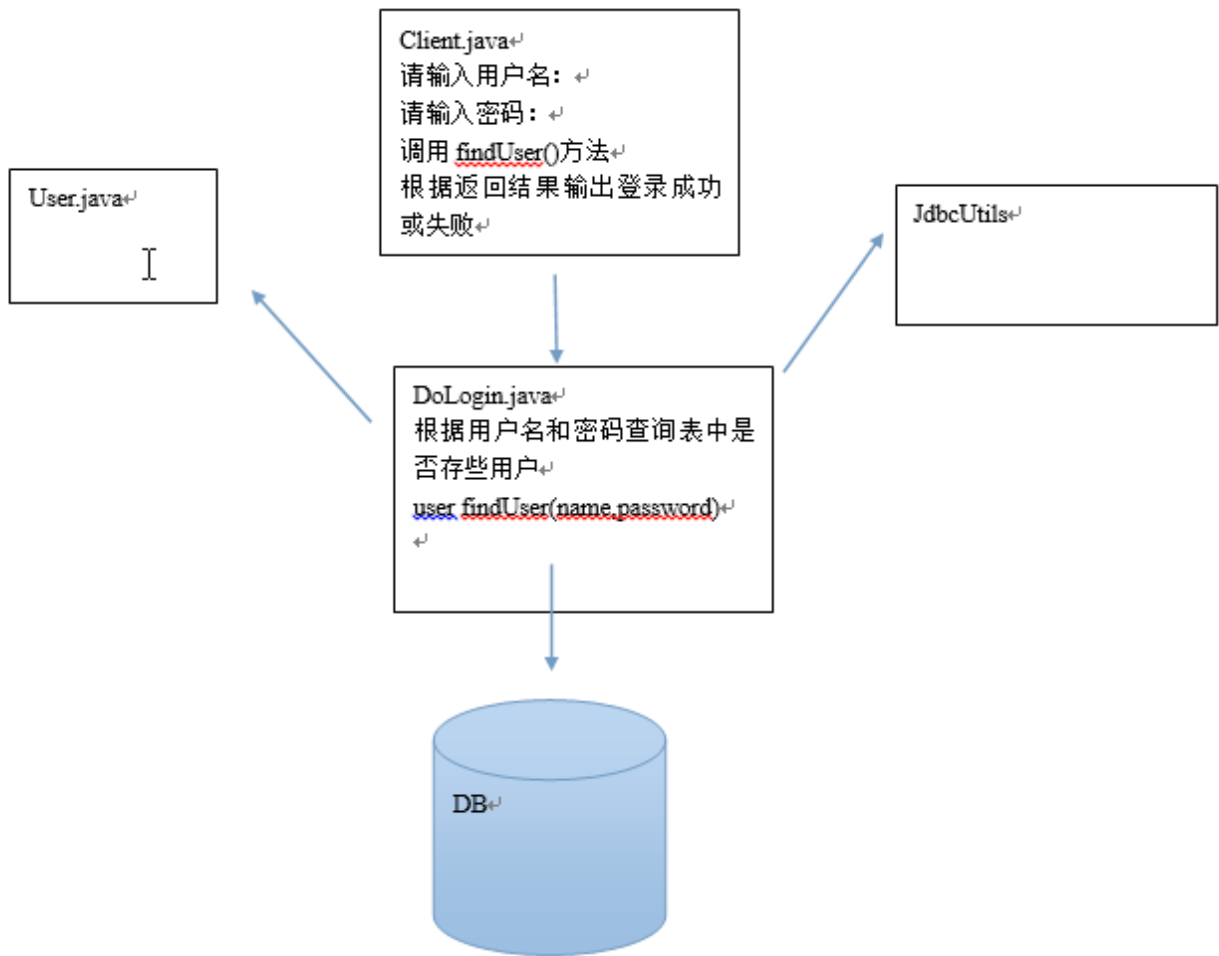 Client.java
请输入用户名：
请输入密码：
调用 findUser()方法
根据返回结果输出登录成功
或失败
User.java
JdbcUtils
DoLogin.java
根据用户名和密码查询表中是
否存些用户
user findUser(name,password)
DB